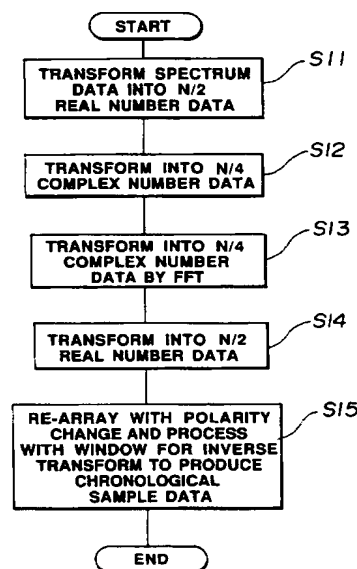 START
TRANSFORM SPECTRUM
DATA INTO N/2
REAL NUMBER DATA
S11
TRANSFORM INTO N/4
COMPLEX NUMBER DATA
S12
TRANSFORM INTO N/4
COMPLEX NUMBER
DATA BY FFT
S13
TRANSFORM INTO N/2
REAL NUMBER DATA
S14
RE-ARRAY WITH POLARITY
CHANGE AND PROCESS
WITH WINDOW FOR INVERSE
TRANSFORM TO PRODUCE
CHRONOLOGICAL
SAMPLE DATA
S15
END